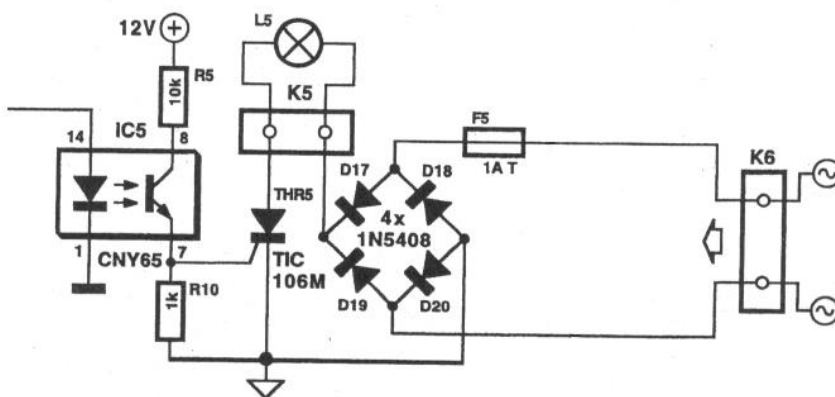 12V
R5
10k
14
IC5
8
1
CNY65
7
R10
1k
L5
K5
THR5
TIC
106M
D17
D18
4x
1N5408
D19
D20
F5
1A T
K6